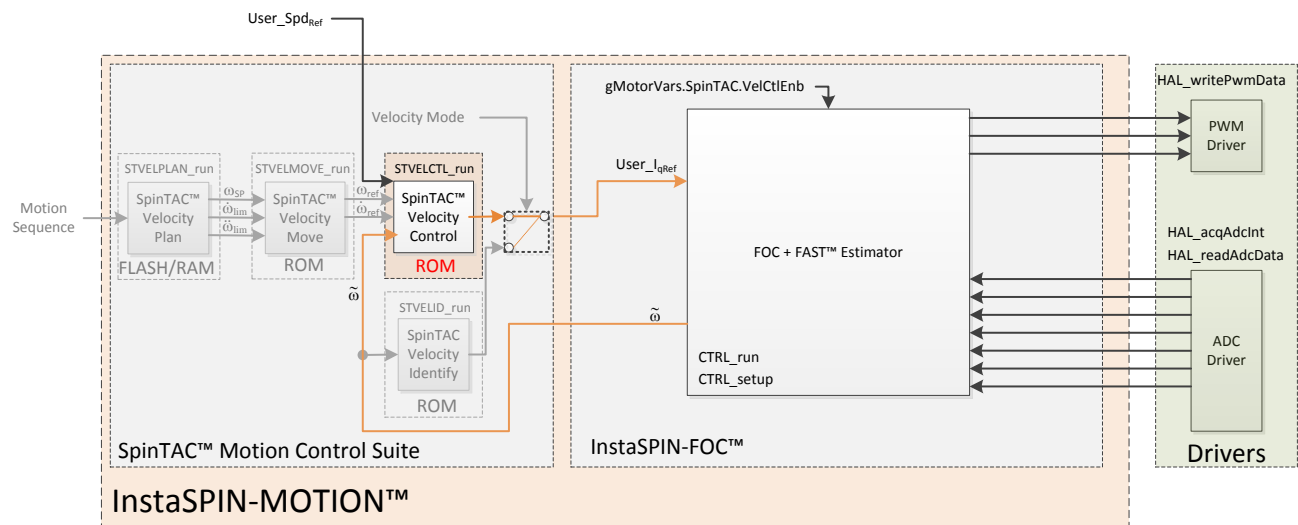 User_SpdRef
HAL_writePwmData
gMotorVars.SpinTAC.VelCtlEnb
Velocity Mode
PWM
Driver
STVELPLAN_run
STVELMOVE_run
STVELCTL_run
User_IqRef
Motion
Sequence
SpinTAC™
Velocity
Plan
ωSP
ω̇lim
ω̈lim
SpinTAC™
Velocity
Move
ωref
ω̇ref
SpinTAC™
Velocity
Control
FLASH/RAM
ROM
ROM
FOC + FAST™ Estimator
HAL_acqAdcInt
HAL_readAdcData
ω̃
STVELID_run
ω̃
SpinTAC
Velocity
Identify
ROM
ADC
Driver
CTRL_run
CTRL_setup
SpinTAC™ Motion Control Suite
InstaSPIN-FOC™
Drivers
InstaSPIN-MOTION™